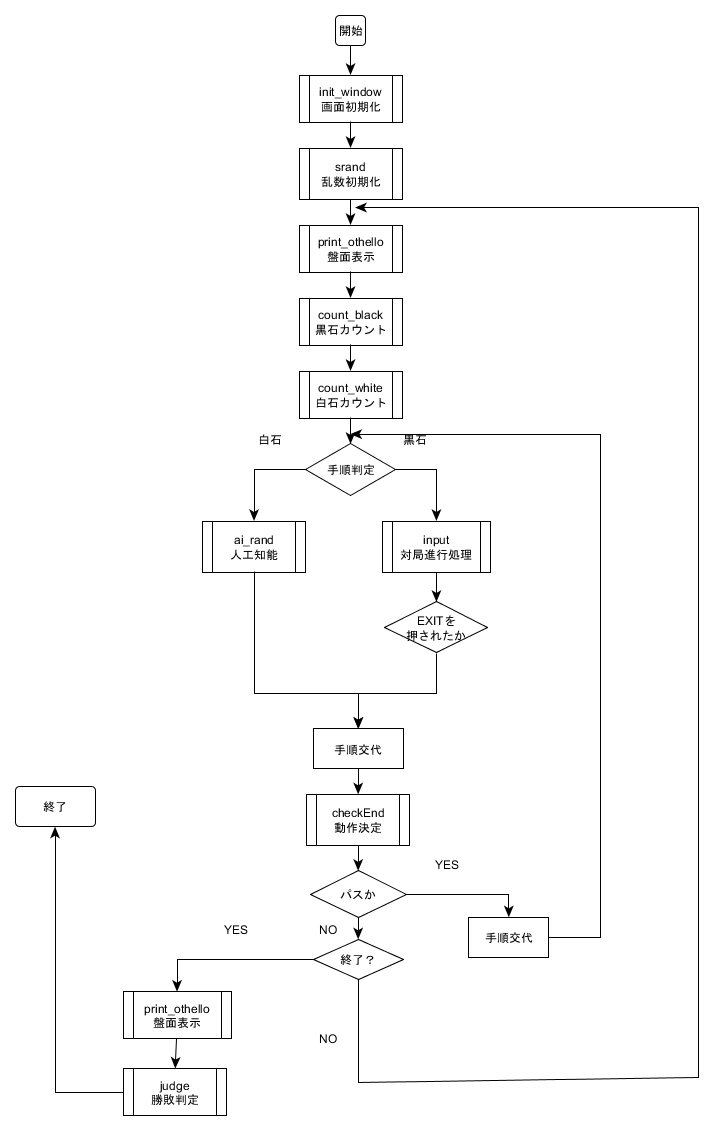 開始
init_window
画面初期化
srand
乱数初期化
print_othello
盤面表示
count_black
黒石カウント
count_white
白石カウント
白石
黒石
手順判定
ai_rand
人工知能
input
対局進行処理
EXITを
押されたか
手順交代
終了
checkEnd
動作決定
パスか
YES
手順交代
YES
NO
終了？
print_othello
盤面表示
NO
judge
勝敗判定